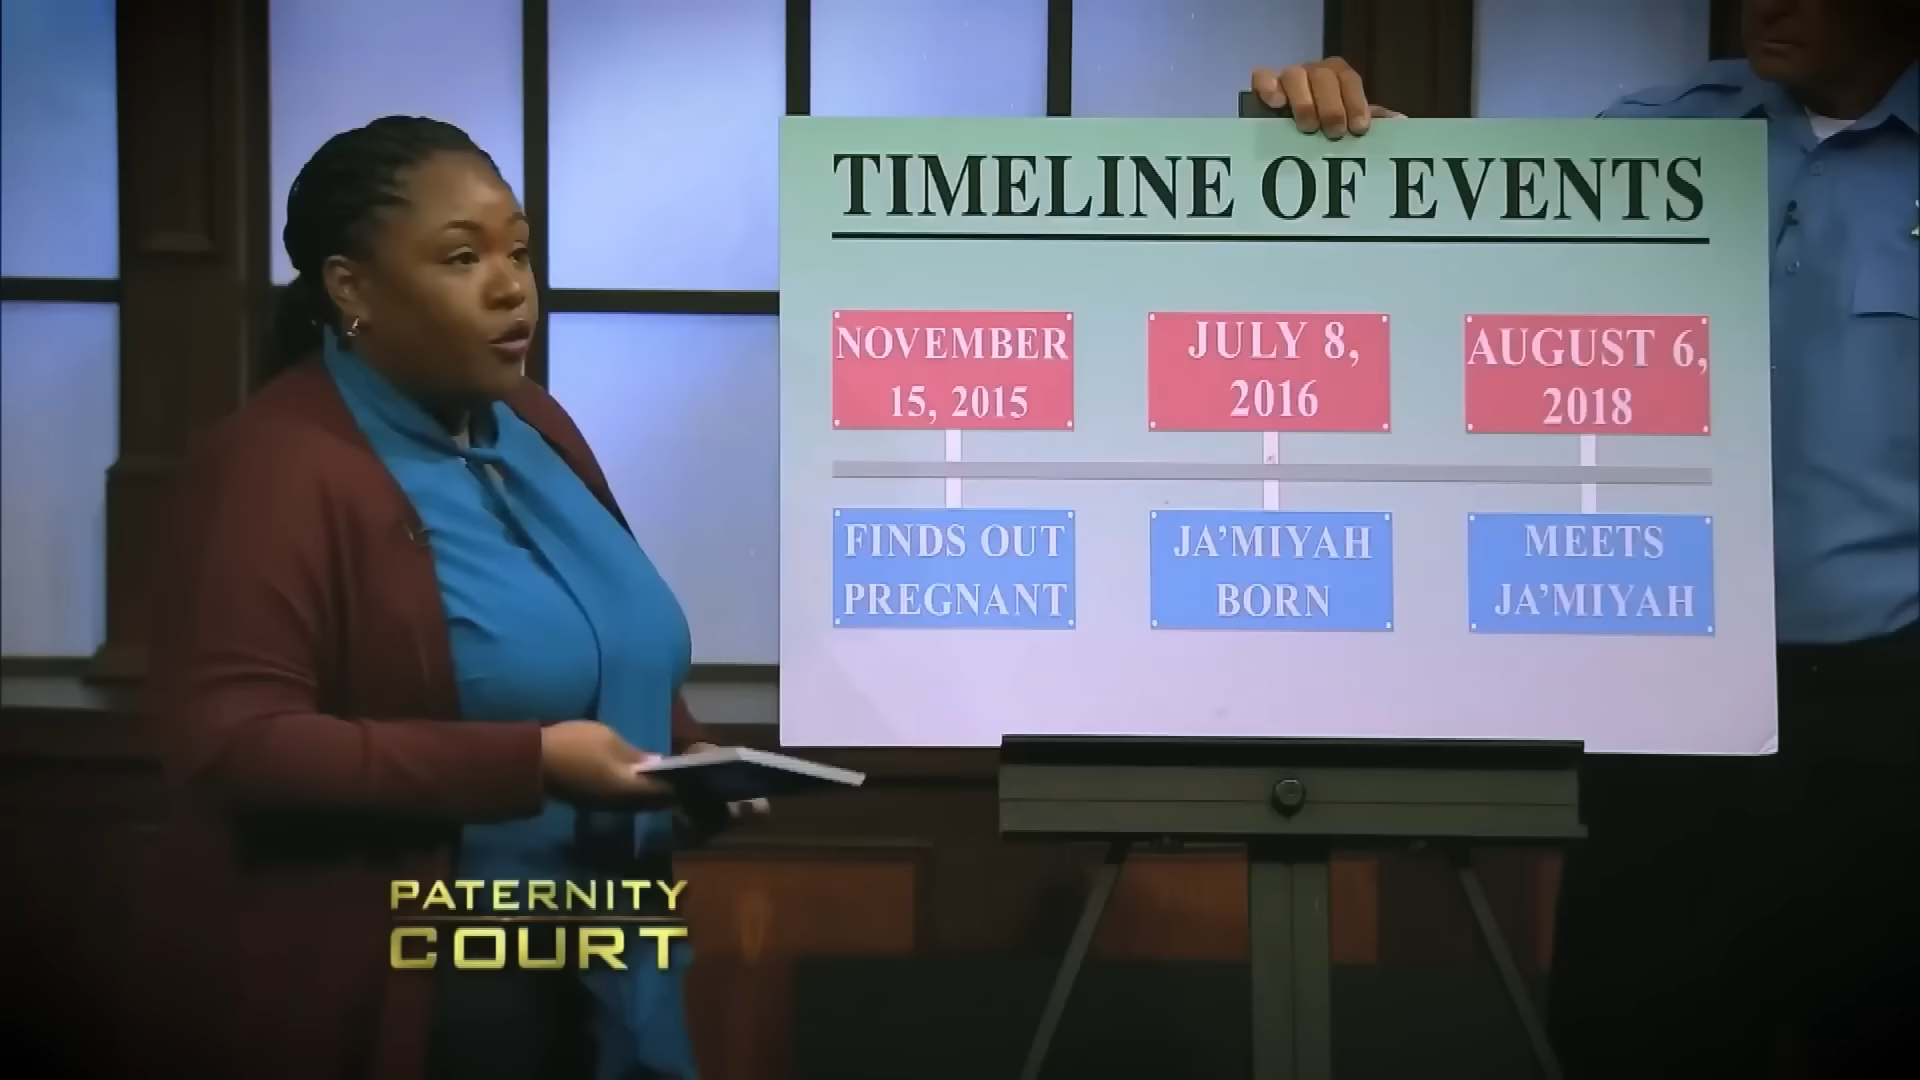 TIMELINE OF EVENTS
NOVEMBER
15, 2015
JULY 8,
2016
AUGUST 6,
2018
FINDS OUT
PREGNANT
JA'MIYAH
BORN
MEETS
JA'MIYAH
PATERNITY
COURT